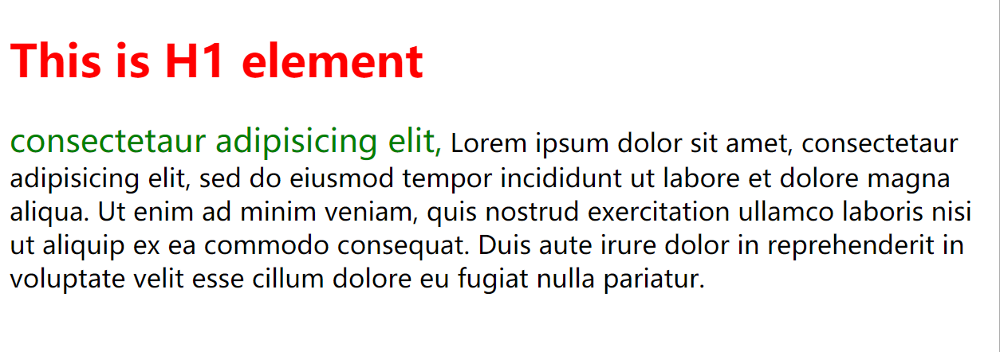 This is H1 element
consectetaur adipisicing elit, Lorem ipsum dolor sit amet, consectetaur
adipisicing elit, sed do eiusmod tempor incididunt ut labore et dolore magna
aliqua. Ut enim ad minim veniam, quis nostrud exercitation ullamco laboris nisi
ut aliquip ex ea commodo consequat. Duis aute irure dolor in reprehenderit in
voluptate velit esse cillum dolore eu fugiat nulla pariatur.